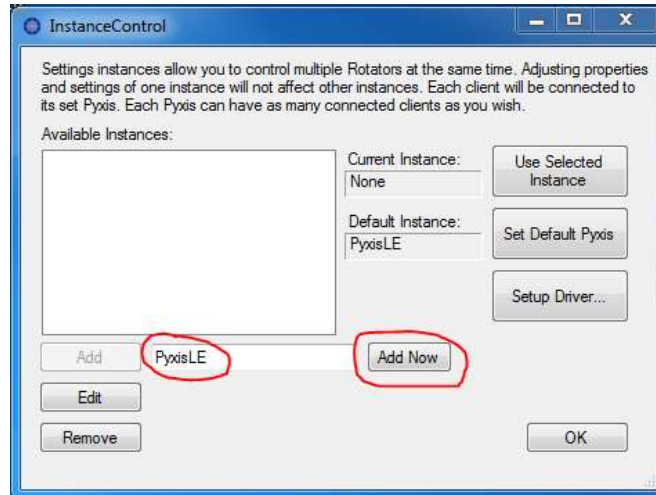 InstanceControl
Settings instances allow you to control multiple Rotators at the same time. Adjusting properties
and settings of one instance will not affect other instances. Each client will be connected to
its set Pyxis. Each Pyxis can have as many connected clients as you wish.
Available Instances:
Current Instance:
None
Use Selected
Instance
Default Instance:
PyxisLE
Set Default Pyxis
Setup Driver...
Add
PyxisLE
Add Now
Edit
Remove
OK